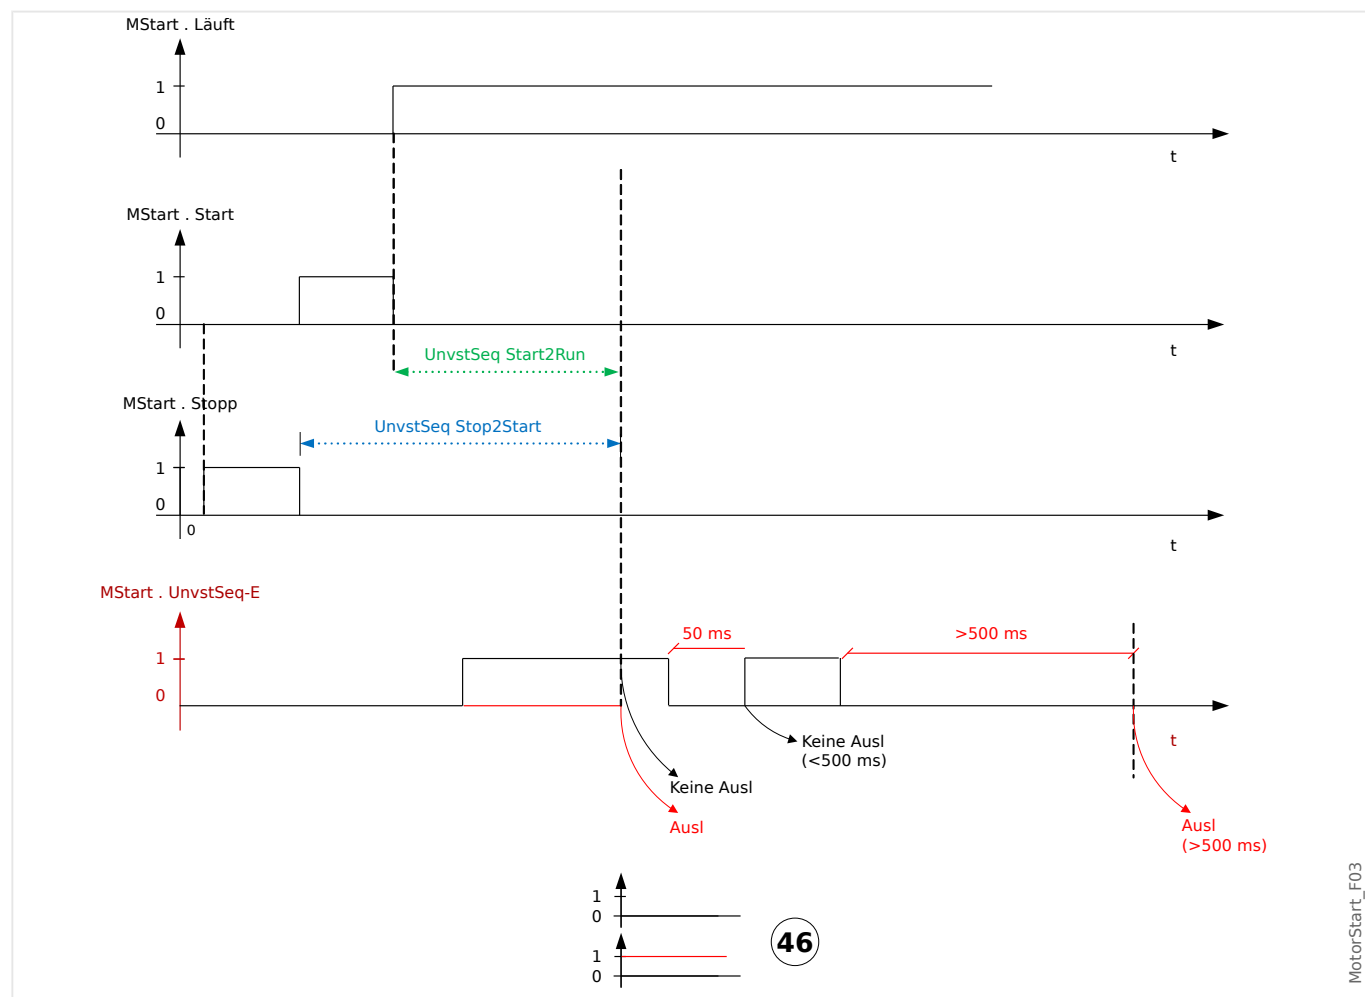 MStart . Läuft
1
0
t
MStart . Start
1
0
t
UnvstSeq Start2Run
MStart . Stopp
UnvstSeq Stop2Start
1
0
0
t
MStart . UnvstSeq-E
50 ms
>500 ms
1
0
t
Keine Ausl
(<500 ms)
Keine Ausl
Ausl
Ausl
(>500 ms)
1
0
46
1
0
MotorStart_F03